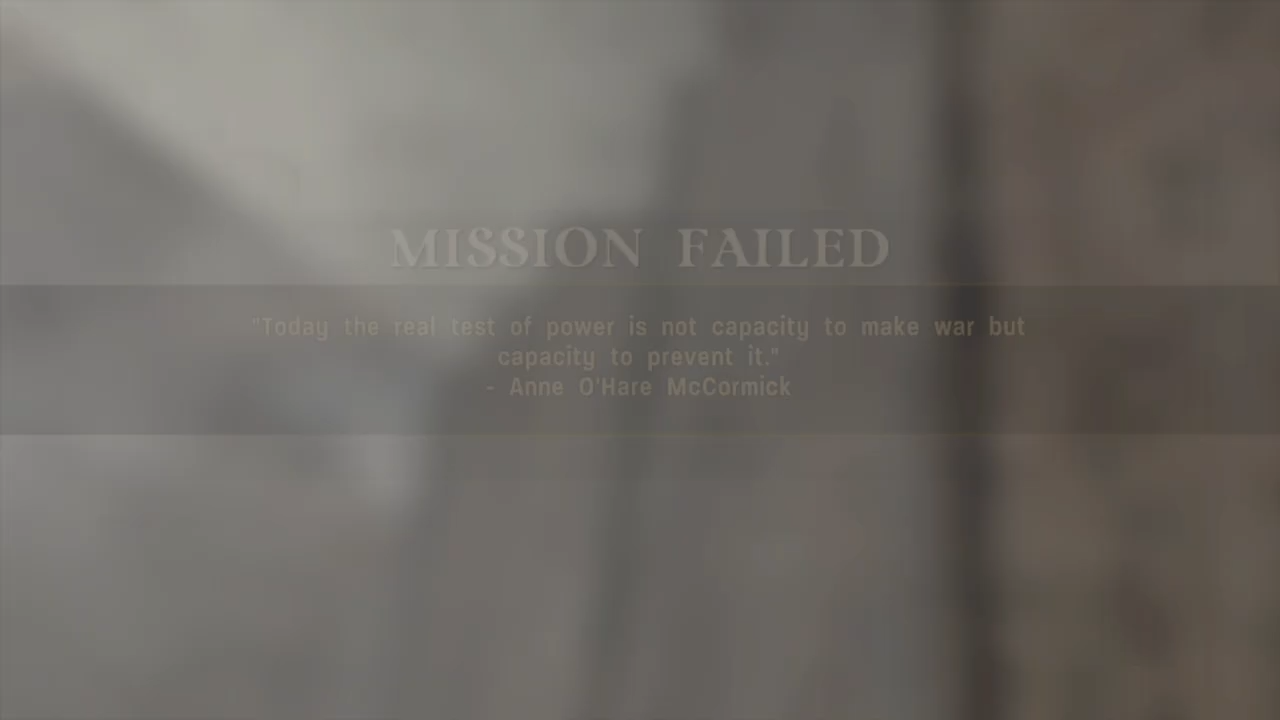 MISSION FAILED
"Today the real test of power is not capacity to make war but
capacity to prevent it."
- Anne O'Hare McCormick